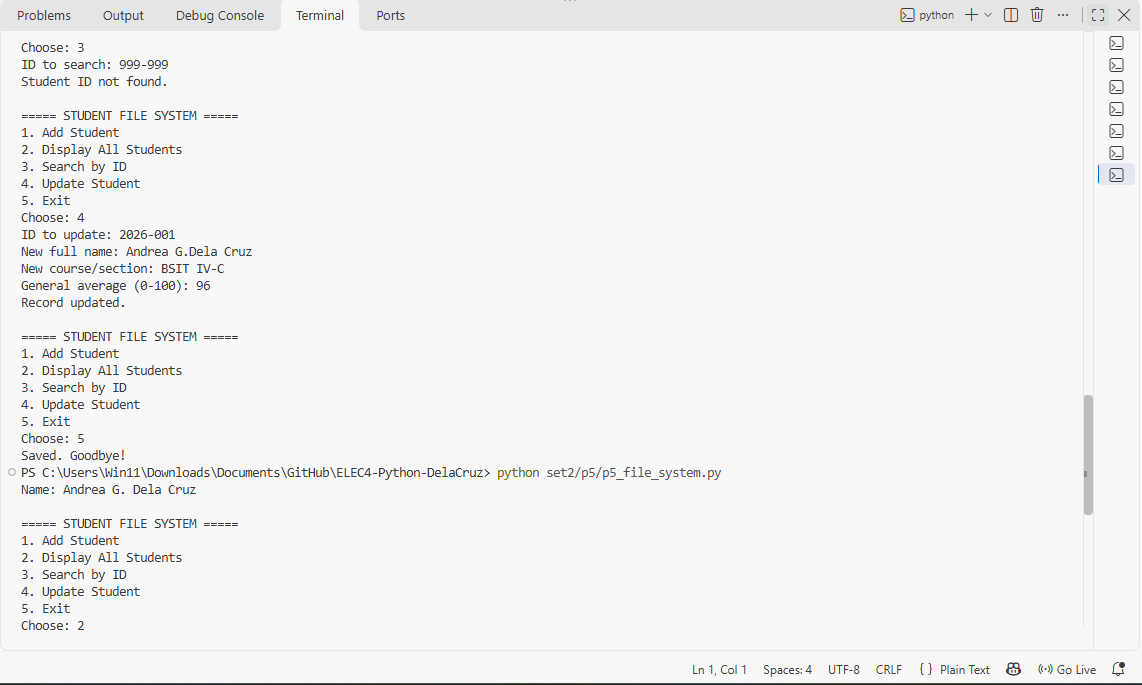 Problems Output Debug Console Terminal Ports python
Choose: 3
ID to search: 999-999
Student ID not found.
===== STUDENT FILE SYSTEM =====
1. Add Student
2. Display All Students
3. Search by ID
4. Update Student
5. Exit
Choose: 4
ID to update: 2026-001
New full name: Andrea G.Dela Cruz
New course/section: BSIT IV-C
General average (0-100): 96
Record updated.
===== STUDENT FILE SYSTEM =====
1. Add Student
2. Display All Students
3. Search by ID
4. Update Student
5. Exit
Choose: 5
Saved. Goodbye!
PS C:\Users\Win11\Downloads\Documents\GitHub\ELEC4-Python-DelaCruz> python set2/p5/p5_file_system.py
Name: Andrea G. Dela Cruz
===== STUDENT FILE SYSTEM =====
1. Add Student
2. Display All Students
3. Search by ID
4. Update Student
5. Exit
Choose: 2
Ln 1, Col 1 Spaces: 4 UTF-8 CRLF { } Plain Text Go Live